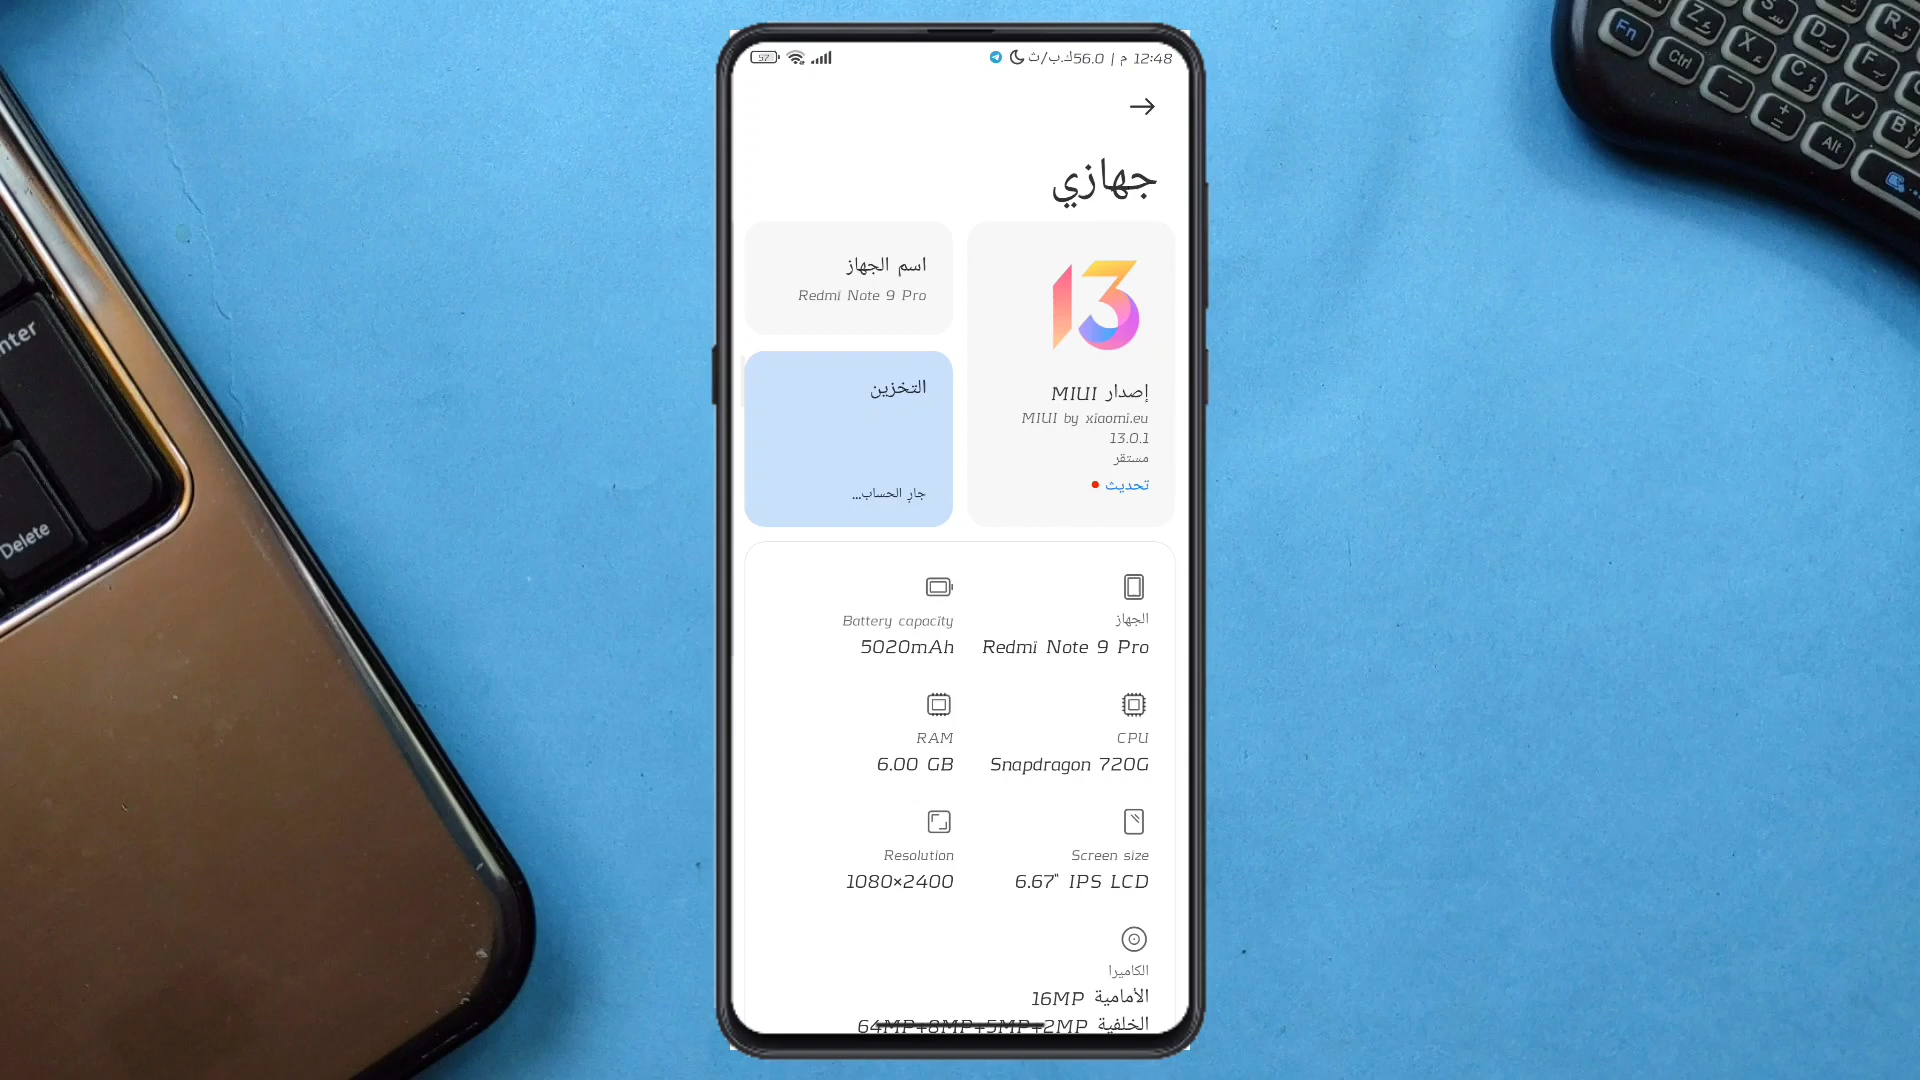 12:48 م | 56.0ك.ب/ث
57
جهازي
13
إصدار MIUI
MIUI by xiaomi.eu
13.0.1
مستقر
تحديث
اسم الجهاز
Redmi Note 9 Pro
التخزين
جارٍ الحساب...
الجهاز
Redmi Note 9 Pro
Battery capacity
5020mAh
CPU
Snapdragon 720G
RAM
6.00 GB
Screen size
6.67" IPS LCD
Resolution
1080×2400
الكاميرا
الأمامية 16MP
الخلفية 64MP+8MP+5MP+2MP
nter
Delete
Fn
Ctrl
Alt
Z
X
C
V
B
D
F
R
S